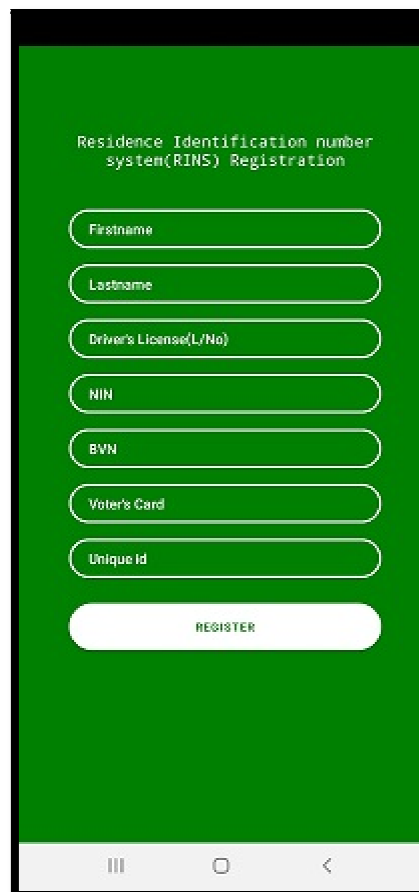 Residence Identification number
system(RINS) Registration
Firstname
Lastname
Driver's License(L/No)
NIN
BVN
Voter's Card
Unique Id
REGISTER